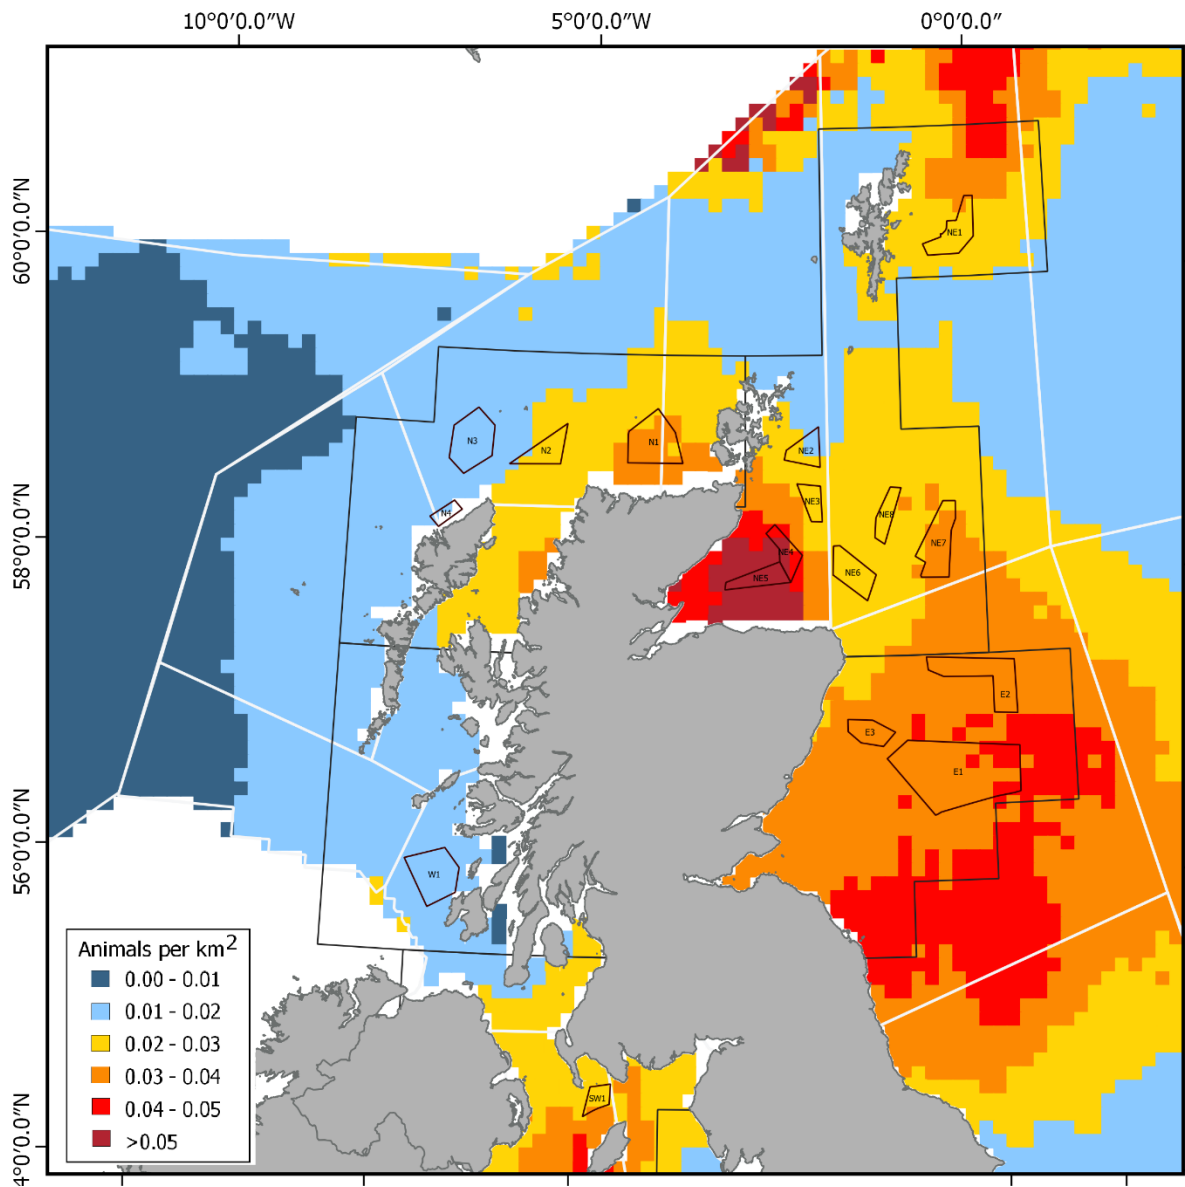 10°0′0.0″W 5°0′0.0″W 0°0′0.0″
60°0′0.0″N
58°0′0.0″N
56°0′0.0″N
4°0′0.0″N
NE1
N3
N2
N1
NE2
N4
NE3
NE8
NE7
NE4
NE5
NE6
E2
E3
E1
W1
SW1
Animals per km2
0.00 - 0.01
0.01 - 0.02
0.02 - 0.03
0.03 - 0.04
0.04 - 0.05
>0.05